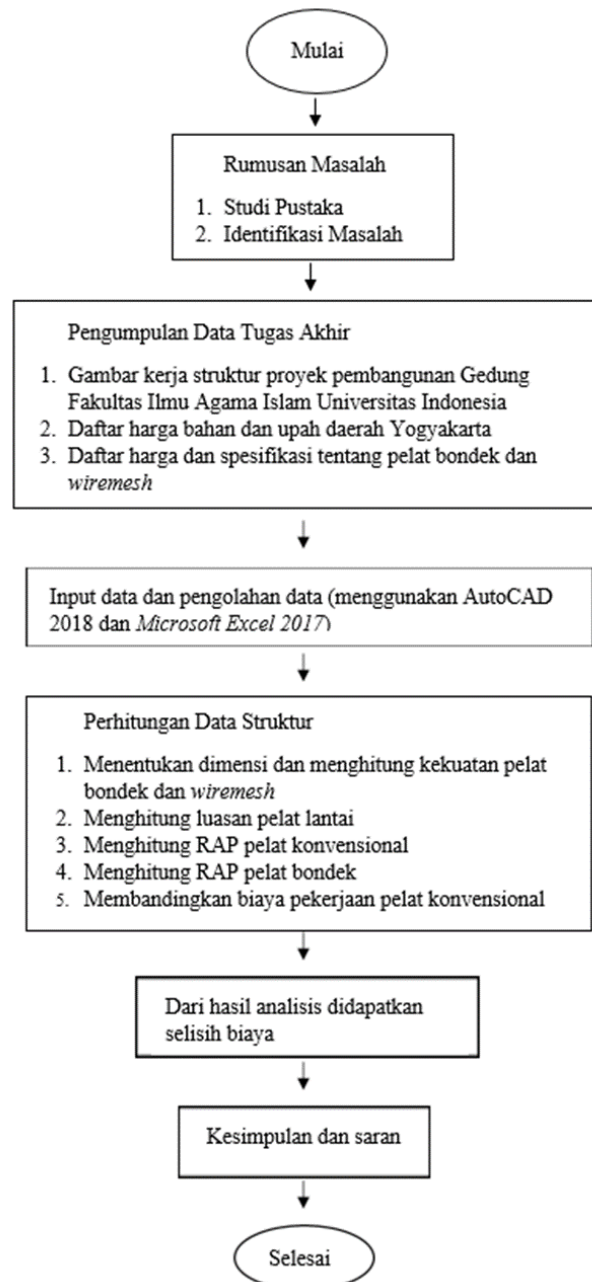 Mulai
Rumusan Masalah
1. Studi Pustaka
2. Identifikasi Masalah
Pengumpulan Data Tugas Akhir
1. Gambar kerja struktur proyek pembangunan Gedung
Fakultas Ilmu Agama Islam Universitas Indonesia
2. Daftar harga bahan dan upah daerah Yogyakarta
3. Daftar harga dan spesifikasi tentang pelat bondek dan
wiremesh
Input data dan pengolahan data (menggunakan AutoCAD
2018 dan Microsoft Excel 2017)
Perhitungan Data Struktur
1. Menentukan dimensi dan menghitung kekuatan pelat
bondek dan wiremesh
2. Menghitung luasan pelat lantai
3. Menghitung RAP pelat konvensional
4. Menghitung RAP pelat bondek
5. Membandingkan biaya pekerjaan pelat konvensional
Dari hasil analisis didapatkan
selisih biaya
Kesimpulan dan saran
Selesai